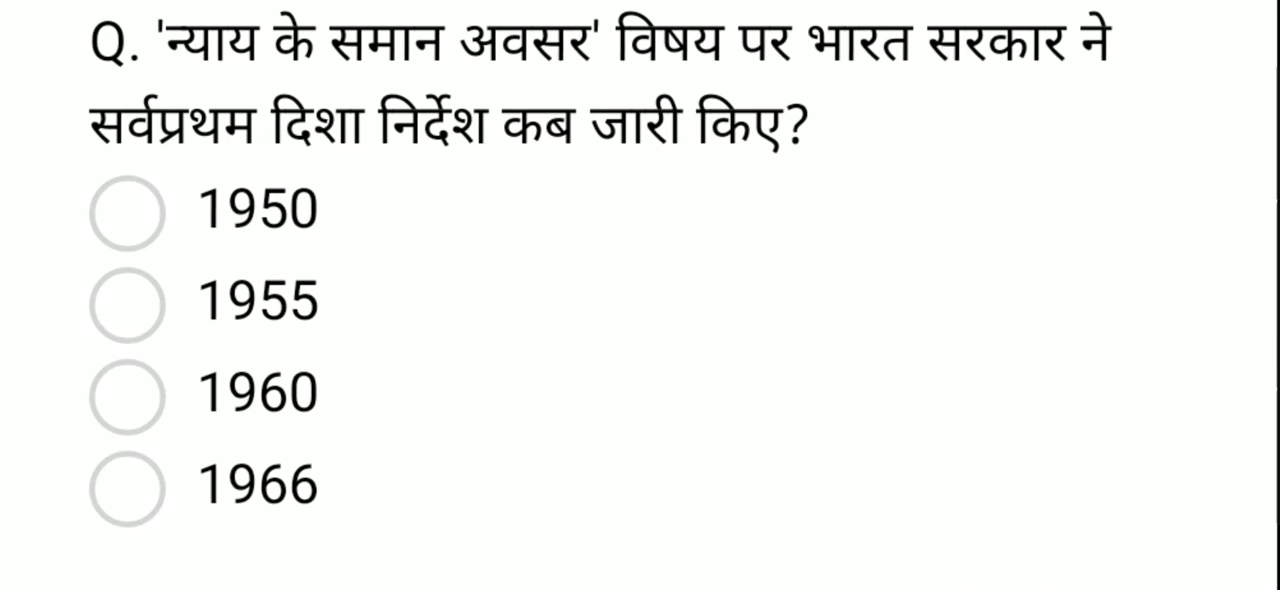 Q. 'न्याय के समान अवसर' विषय पर भारत सरकार ने
सर्वप्रथम दिशा निर्देश कब जारी किए?
1950
1955
1960
1966